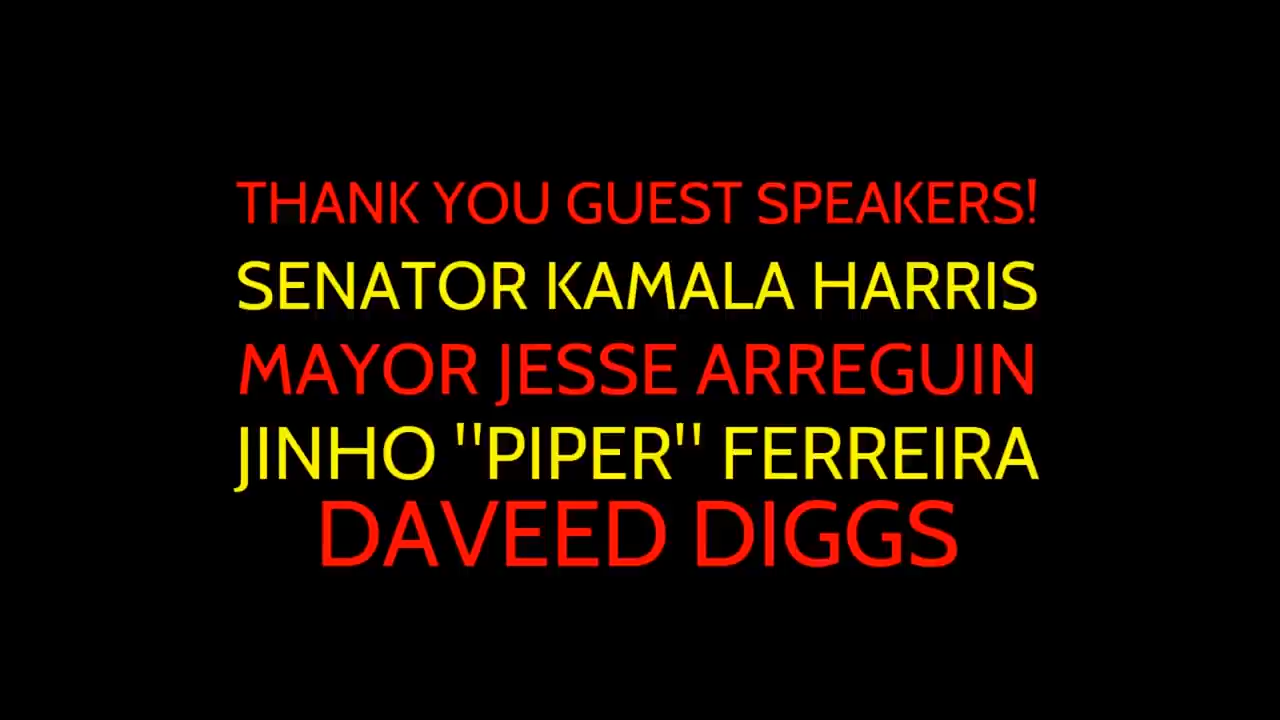 THANK YOU GUEST SPEAKERS!
SENATOR KAMALA HARRIS
MAYOR JESSE ARREGUIN
JINHO "PIPER" FERREIRA
DAVEED DIGGS